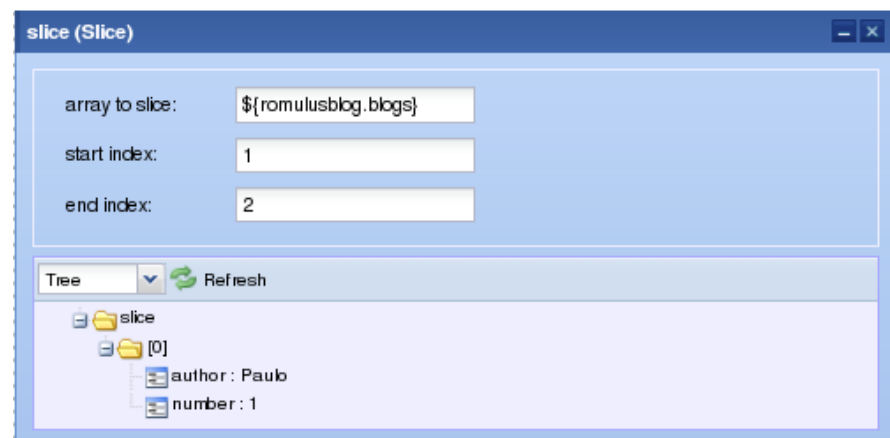 slice (Slice)
array to slice: ${romulusblog.blogs}
start index: 1
end index: 2
Tree Refresh
slice
[0]
author : Paulo
number : 1